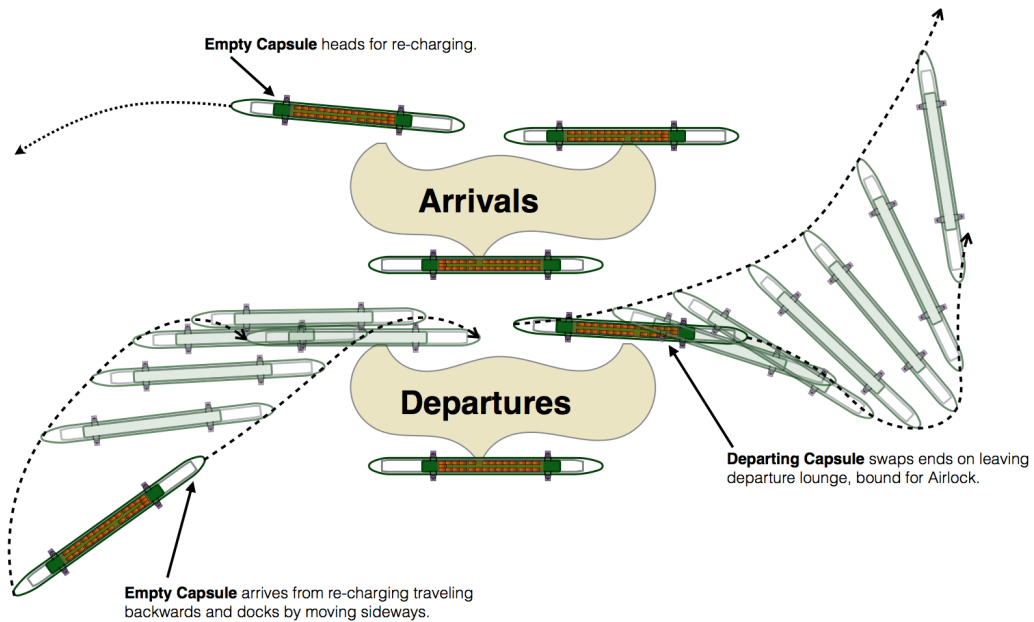 Empty Capsule heads for re-charging.
Arrivals
Departures
Departing Capsule swaps ends on leaving
departure lounge, bound for Airlock.
Empty Capsule arrives from re-charging traveling
backwards and docks by moving sideways.